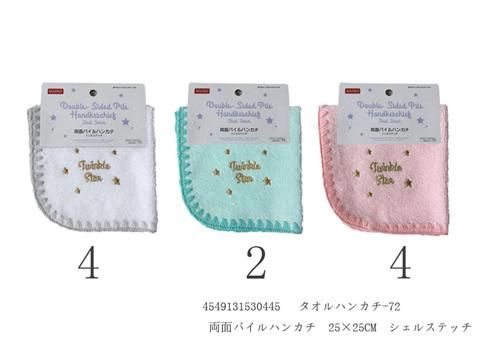 Double-Sided Pile
Handkerchief
両面パイルハンカチ
Twinkle
Star
Double-Sided Pile
Handkerchief
両面パイルハンカチ
Twinkle
Star
Double-Sided Pile
Handkerchief
両面パイルハンカチ
Twinkle
Star
4 2 4
4549131530445 タオルハンカチ-72
両面パイルハンカチ 25×25CM シェルステッチ